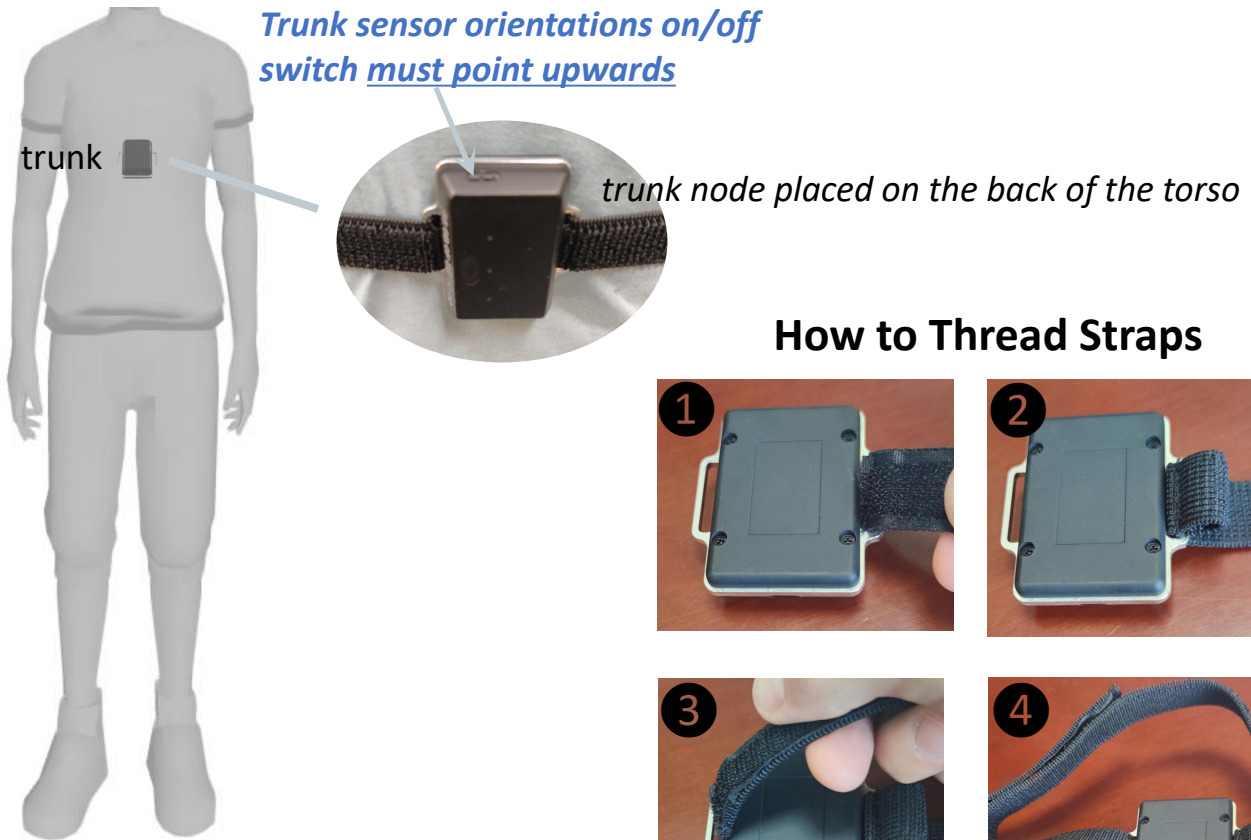 Trunk sensor orientations on/off
switch must point upwards
trunk
trunk node placed on the back of the torso
How to Thread Straps
1
2
3
4